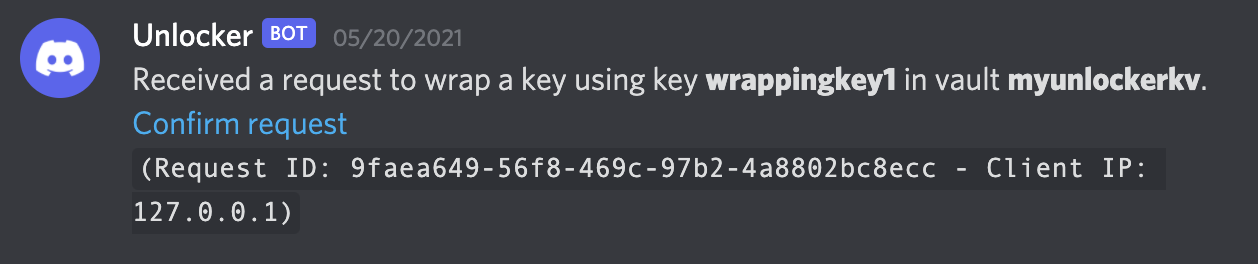 Unlocker BOT 05/20/2021
Received a request to wrap a key using key wrappingkey1 in vault myunlockerkv.
Confirm request
(Request ID: 9faea649-56f8-469c-97b2-4a8802bc8ecc - Client IP:
127.0.0.1)